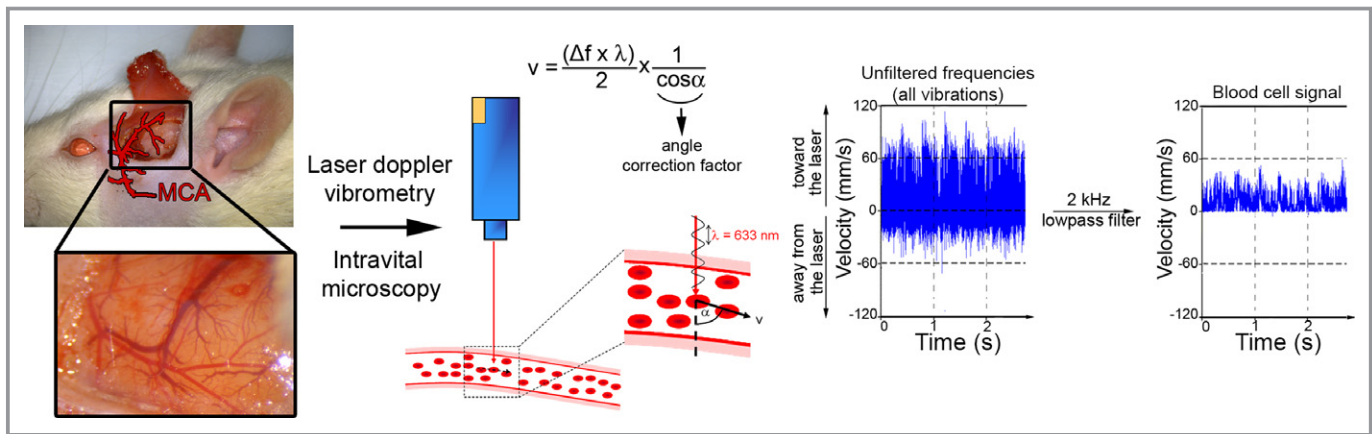 MCA
Laser doppler
vibrometry
Intravital
microscopy
v = (Δf x λ) / 2 x 1 / cosα
angle
correction factor
λ = 633 nm
α
v
Unfiltered frequencies
(all vibrations)
toward
the laser
away from
the laser
Velocity (mm/s)
120
60
0
-60
-120
0 1 2
Time (s)
2 kHz
lowpass filter
Blood cell signal
Velocity (mm/s)
120
60
0
-60
-120
0 1 2
Time (s)